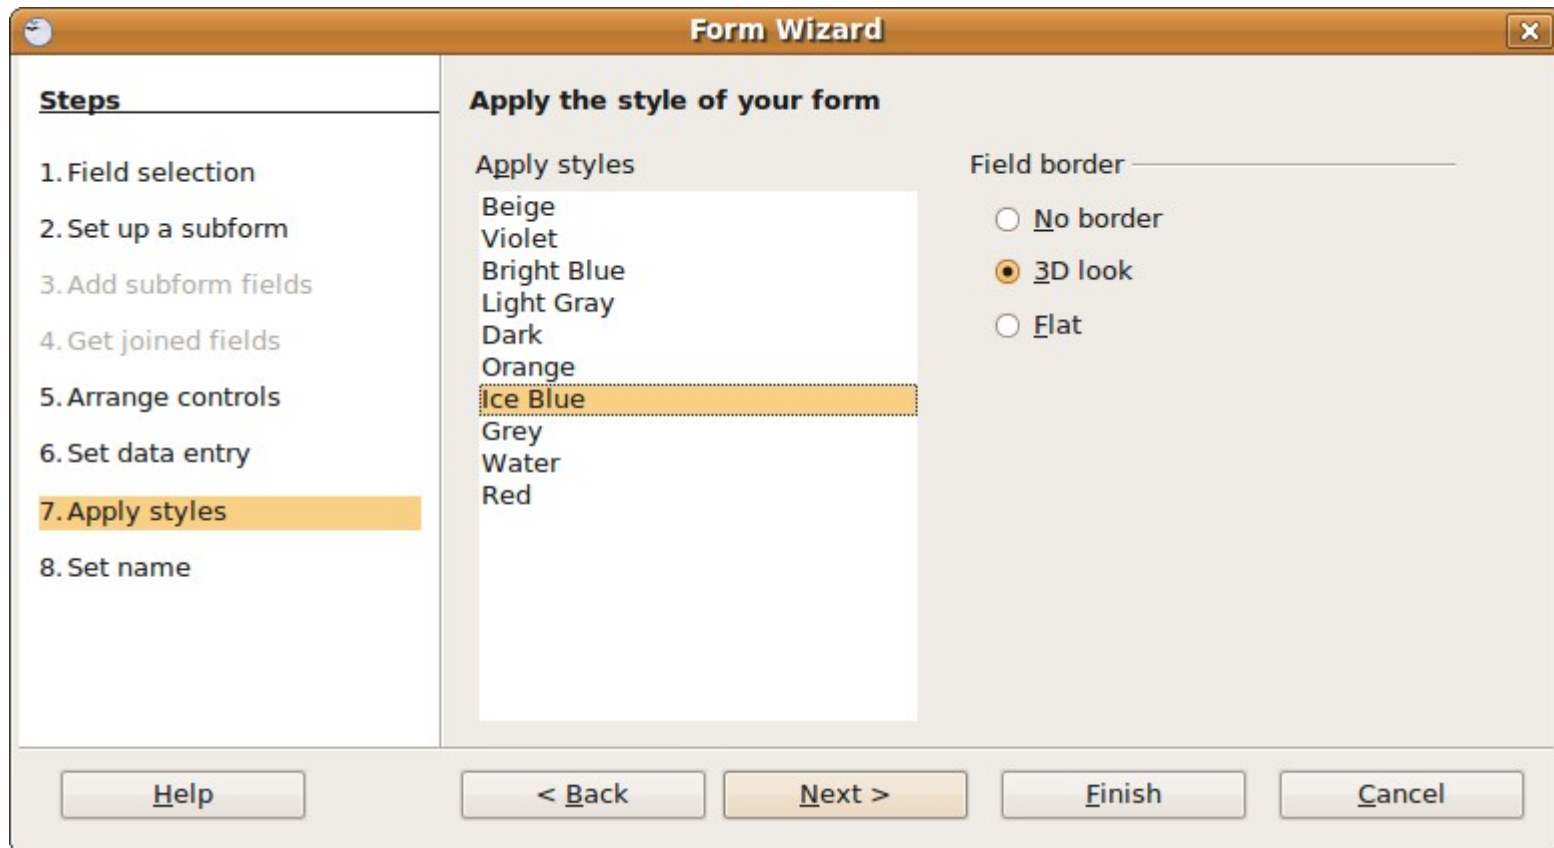 Form Wizard
Steps
1. Field selection
2. Set up a subform
3. Add subform fields
4. Get joined fields
5. Arrange controls
6. Set data entry
7. Apply styles
8. Set name
Apply the style of your form
Apply styles
Beige
Violet
Bright Blue
Light Gray
Dark
Orange
Ice Blue
Grey
Water
Red
Field border
No border
3D look
Flat
Help
< Back
Next >
Finish
Cancel